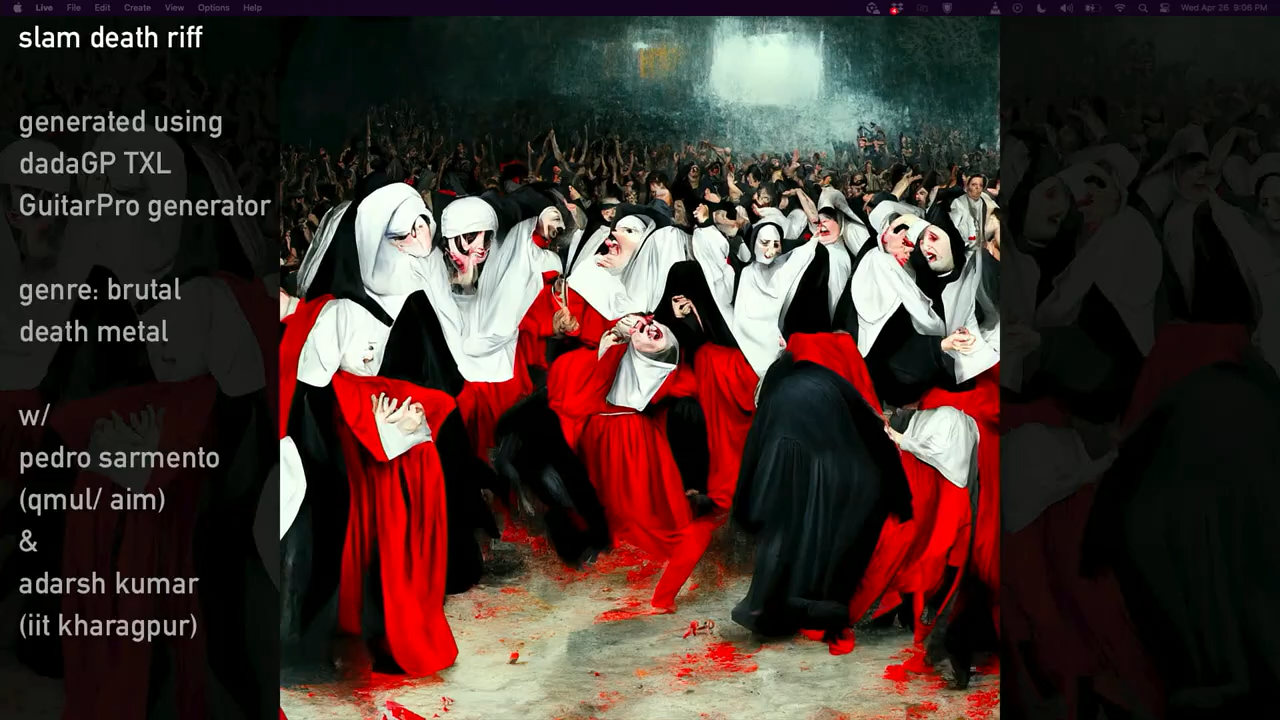 Live File Edit Create View Options Help Wed Apr 26 9:06 PM
slam death riff
generated using
dadaGP TXL
GuitarPro generator
genre: brutal
death metal
w/
pedro sarmento
(qmul/ aim)
&
adarsh kumar
(iit kharagpur)